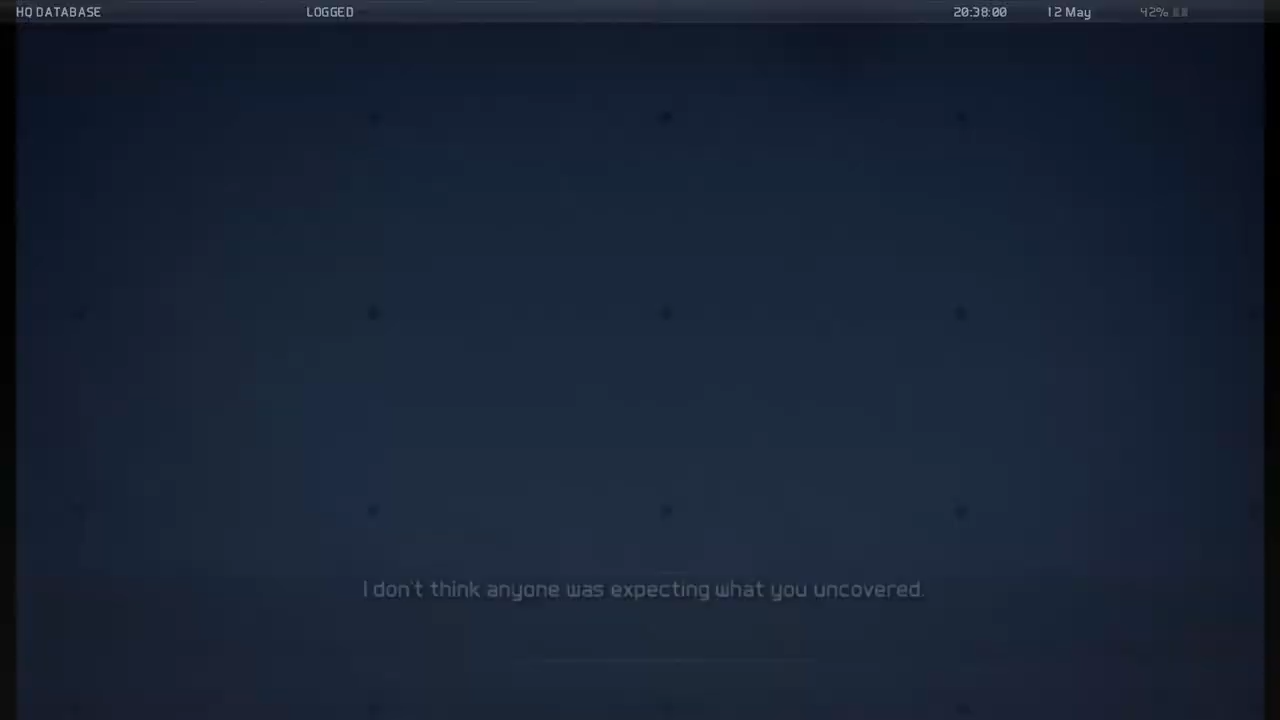 HQ DATABASE LOGGED 20:38:00 12 May 42%
I don't think anyone was expecting what you uncovered.